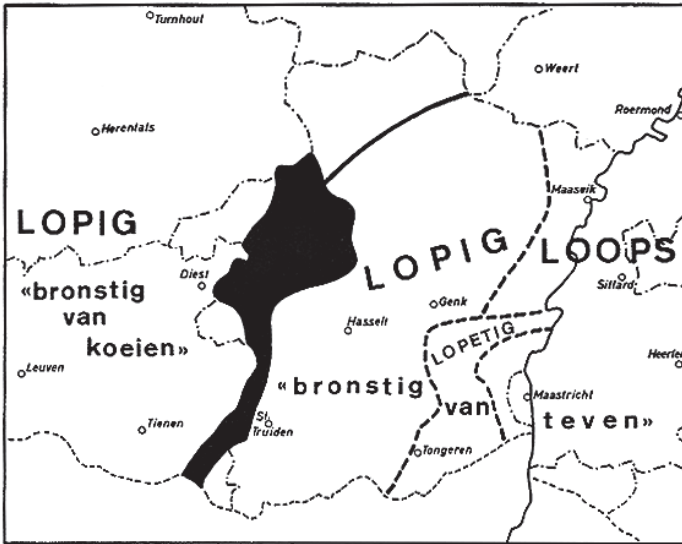 Turnhout
Weert
Roermond
Herentals
Maaseik
LOPIG
LOPIG
LOOPS
Diest
Sittard
«bronstig
van
koeien»
Genk
Hasselt
LOPETIG
Leuven
Heerlen
«bronstig
van
teven»
Maastricht
St.
Truiden
Tienen
Tongeren